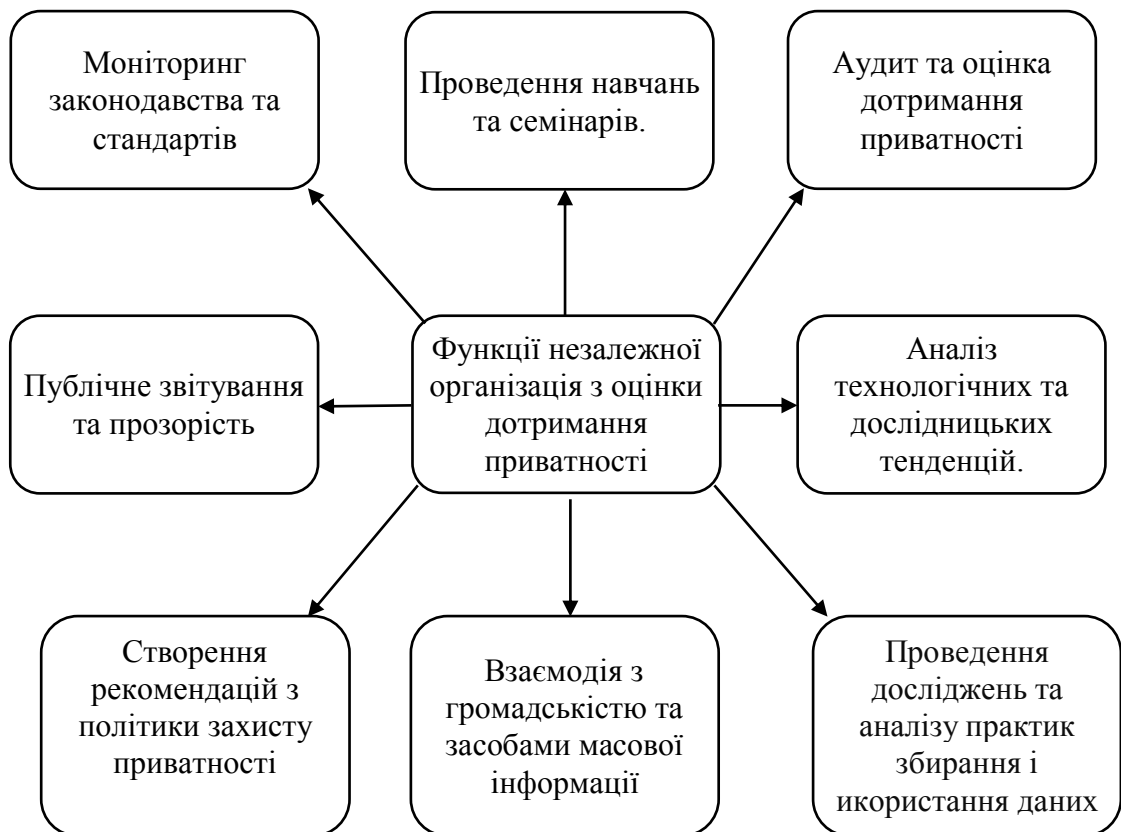 Моніторинг
законодавства та
стандартів
Проведення навчань
та семінарів.
Аудит та оцінка
дотримання
приватності
Публічне звітування
та прозорість
Функції незалежної
організація з оцінки
дотримання
приватності
Аналіз
технологічних та
дослідницьких
тенденцій.
Створення
рекомендацій з
політики захисту
приватності
Взаємодія з
громадськістю та
засобами масової
інформації
Проведення
досліджень та
аналізу практик
збирання і
икористання даних